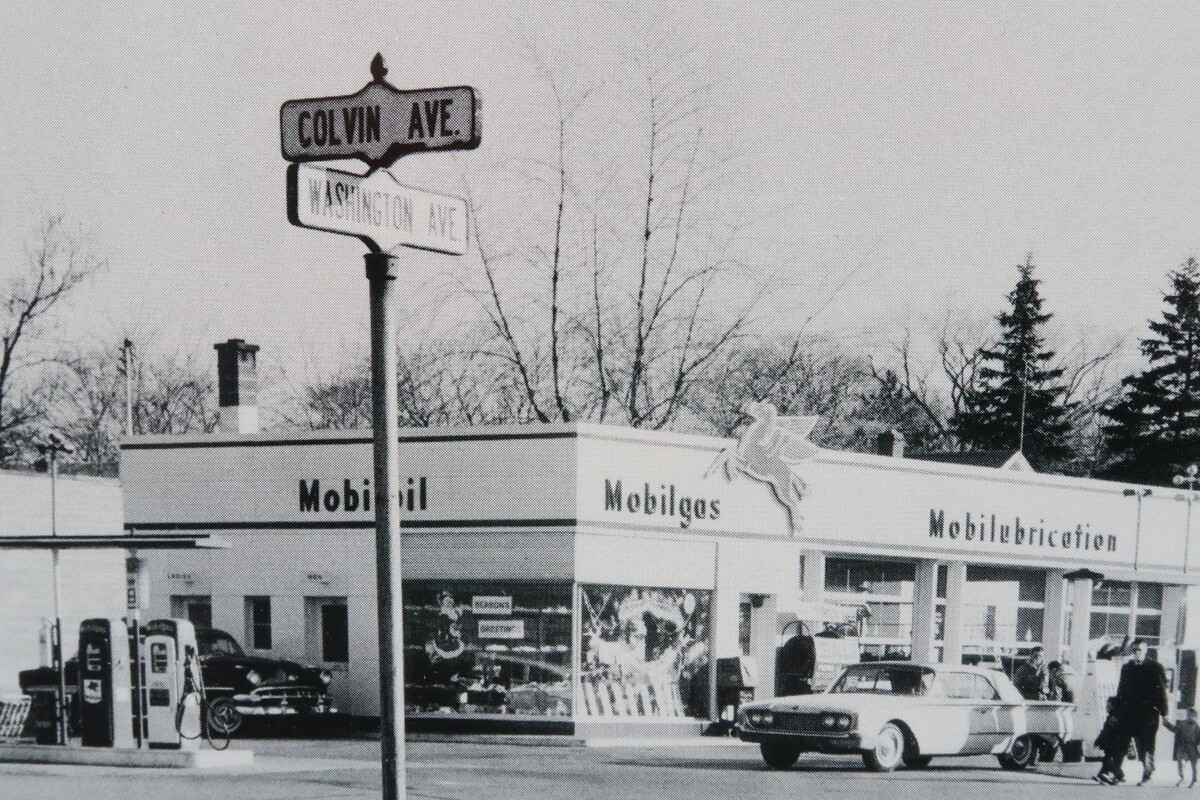 COLVIN AVE.
WASHINGTON AVE.
Mobiloil
Mobilgas
Mobilubrication
LADIES
MEN
SEASON'S
GREETINGS